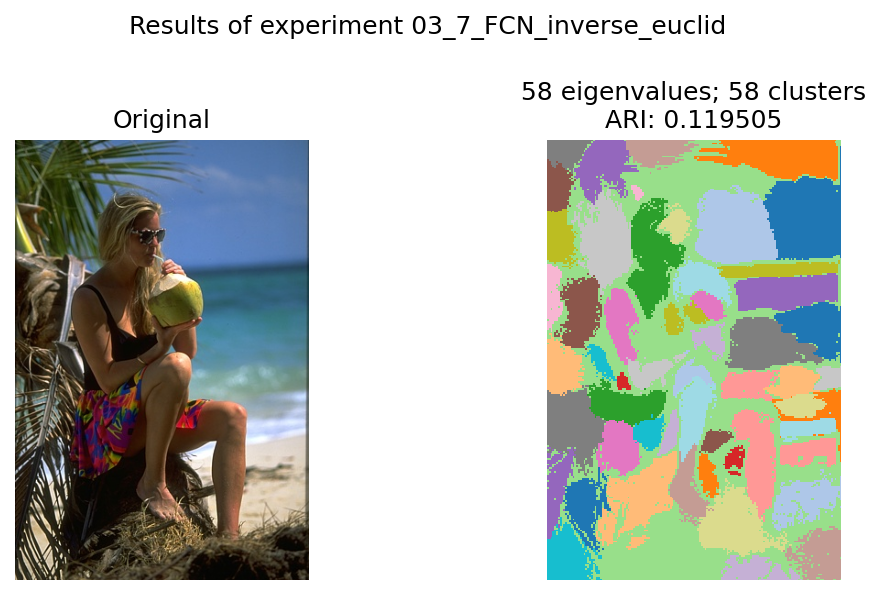 Results of experiment 03_7_FCN_inverse_euclid
Original
58 eigenvalues; 58 clusters
ARI: 0.119505